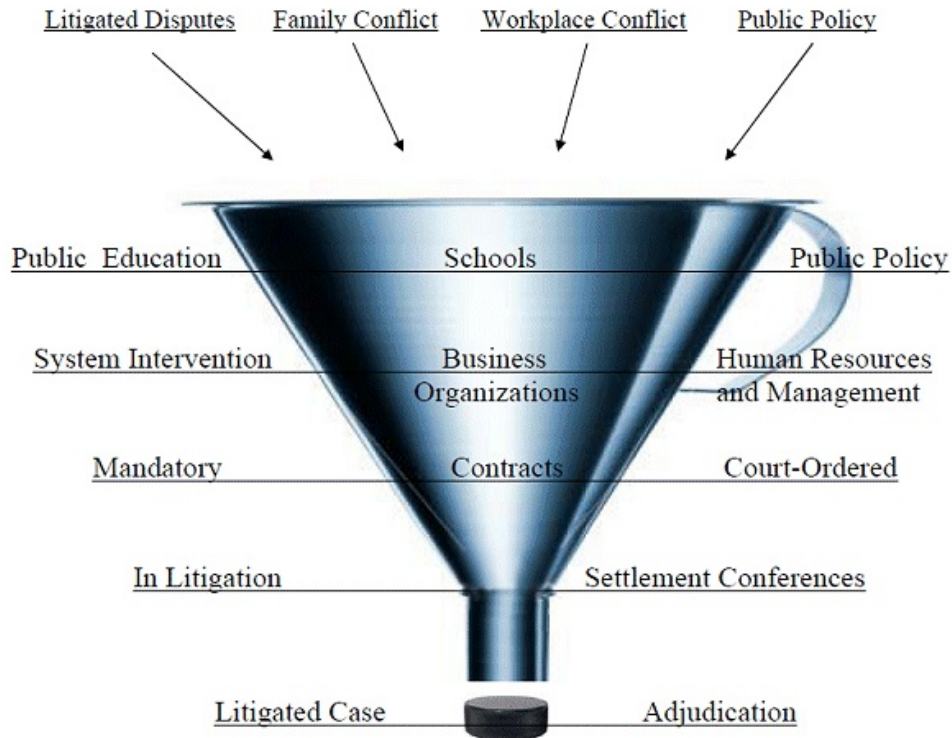 Litigated Disputes Family Conflict Workplace Conflict Public Policy
Public Education Schools Public Policy
System Intervention Business Human Resources
Organizations and Management
Mandatory Contracts Court-Ordered
In Litigation Settlement Conferences
Litigated Case Adjudication